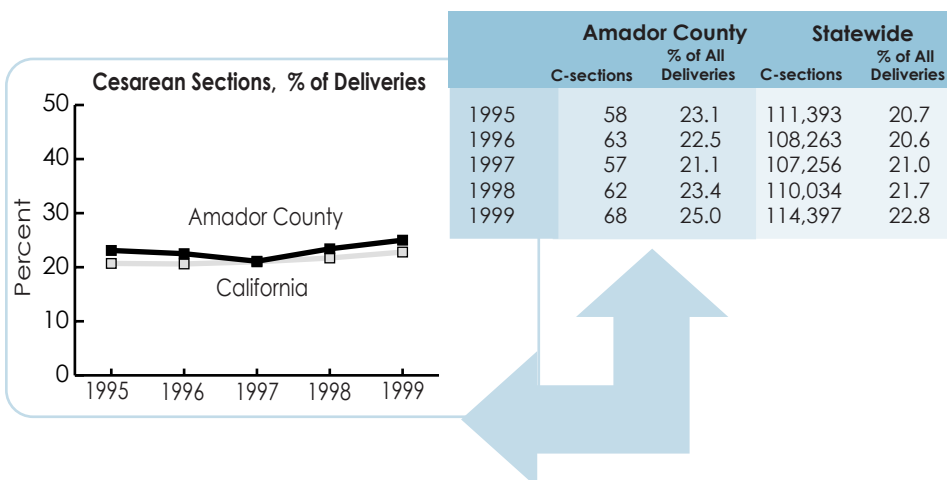 Cesarean Sections, % of Deliveries
Percent
50
40
30
20
10
0
Amador County
California
1995 1996 1997 1998 1999
Amador County Statewide
C-sections % of All Deliveries C-sections % of All Deliveries
1995 58 23.1 111,393 20.7
1996 63 22.5 108,263 20.6
1997 57 21.1 107,256 21.0
1998 62 23.4 110,034 21.7
1999 68 25.0 114,397 22.8